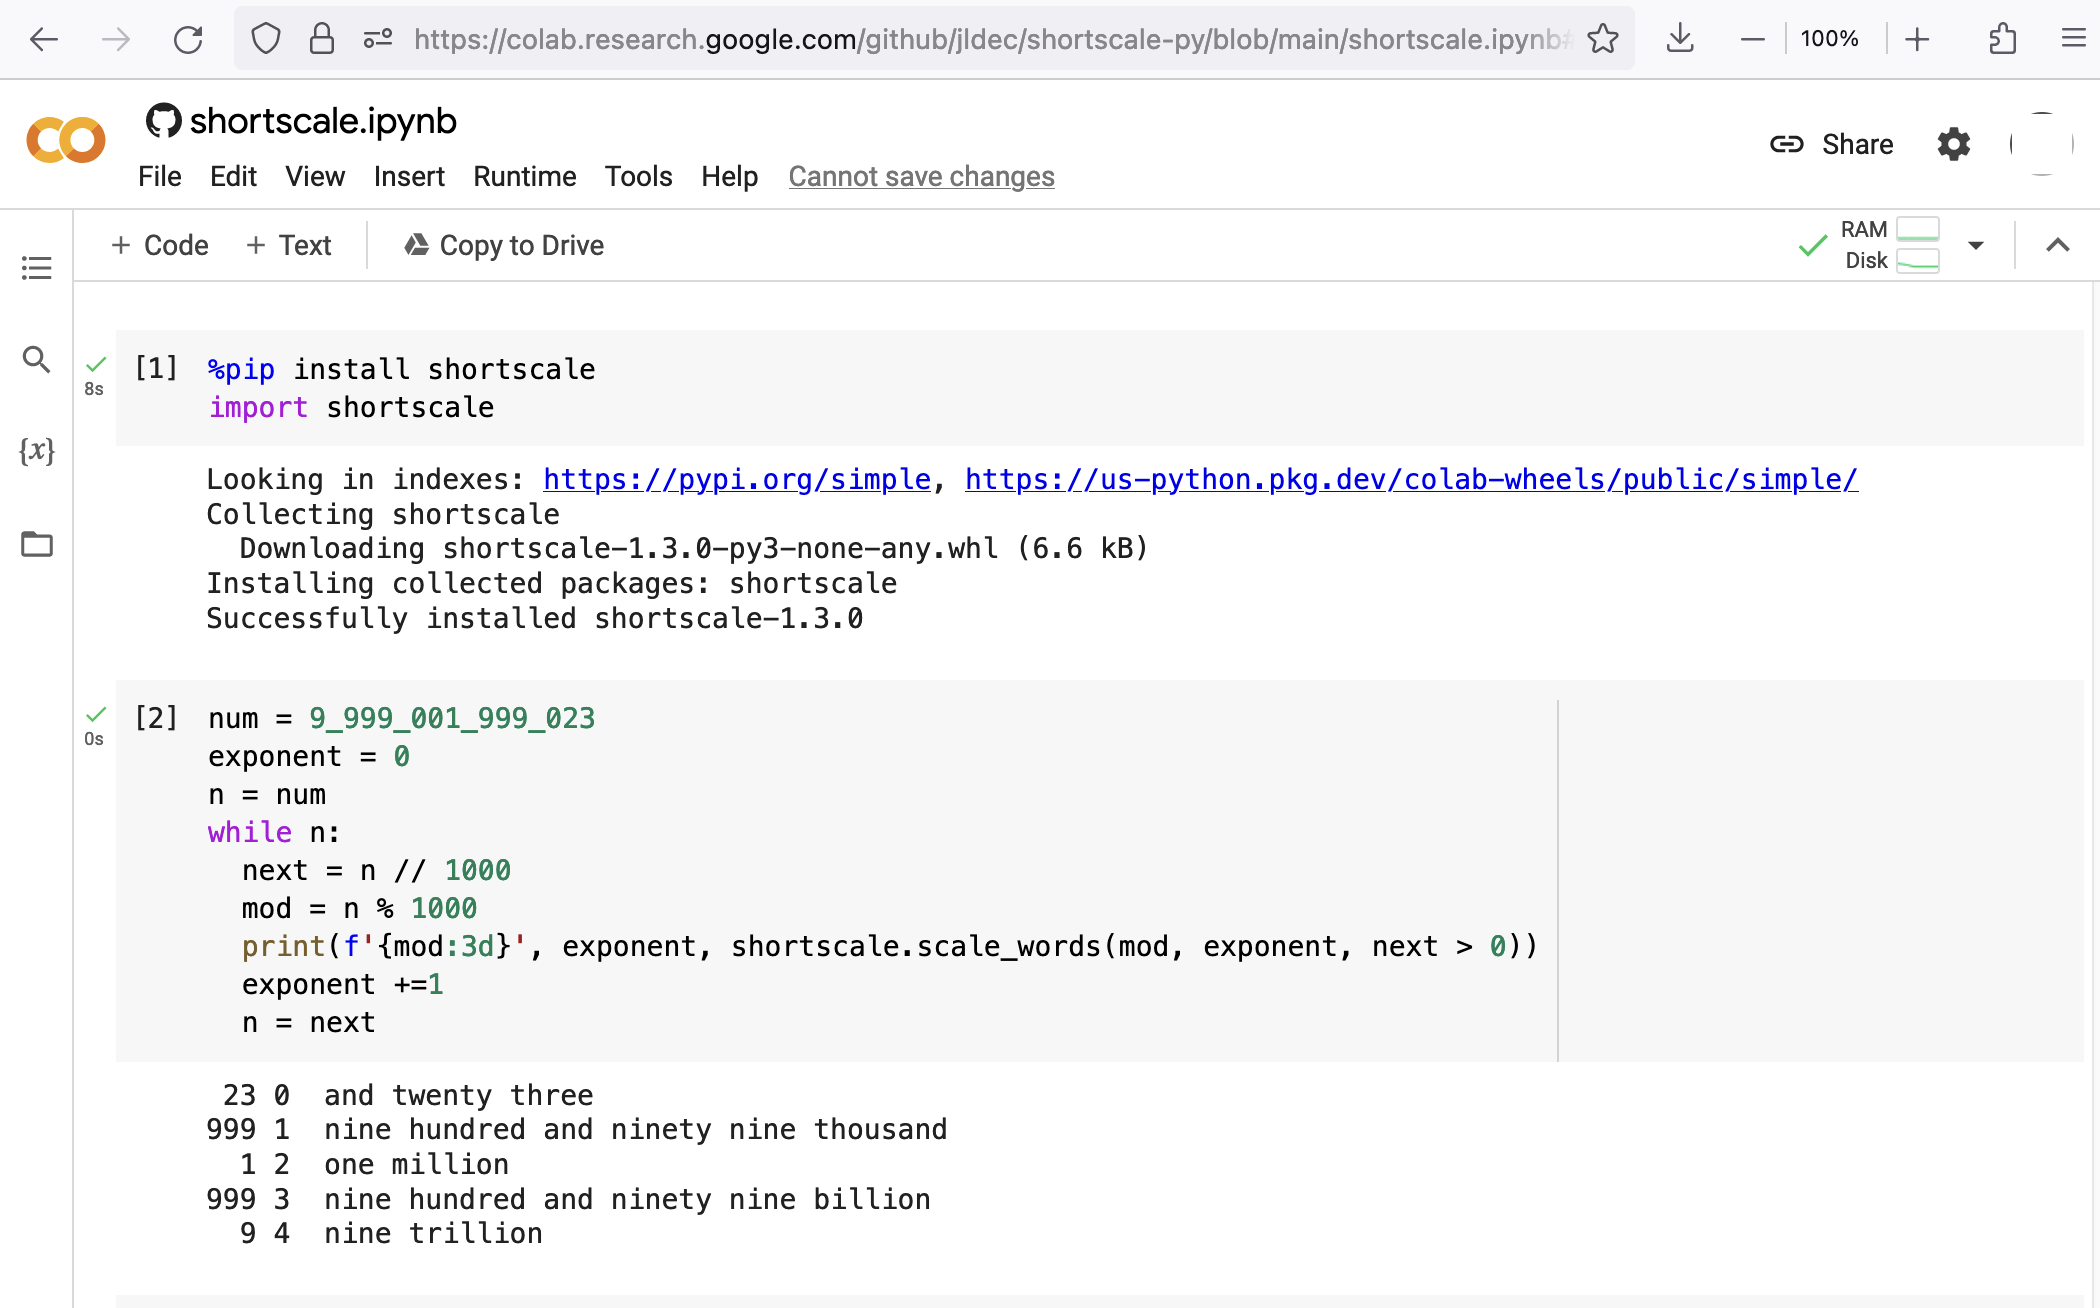 https://colab.research.google.com/github/jldec/shortscale-py/blob/main/shortscale.ipynb#
100%
shortscale.ipynb
File Edit View Insert Runtime Tools Help Cannot save changes
Share
+ Code + Text Copy to Drive
RAM
Disk
[1] %pip install shortscale
8s
import shortscale
Looking in indexes: https://pypi.org/simple, https://us-python.pkg.dev/colab-wheels/public/simple/
Collecting shortscale
  Downloading shortscale-1.3.0-py3-none-any.whl (6.6 kB)
Installing collected packages: shortscale
Successfully installed shortscale-1.3.0
{x}
[2] num = 9_999_001_999_023
0s
exponent = 0
n = num
while n:
  next = n // 1000
  mod = n % 1000
  print(f'{mod:3d}', exponent, shortscale.scale_words(mod, exponent, next > 0))
  exponent +=1
  n = next
 23 0  and twenty three
999 1  nine hundred and ninety nine thousand
  1 2  one million
999 3  nine hundred and ninety nine billion
  9 4  nine trillion